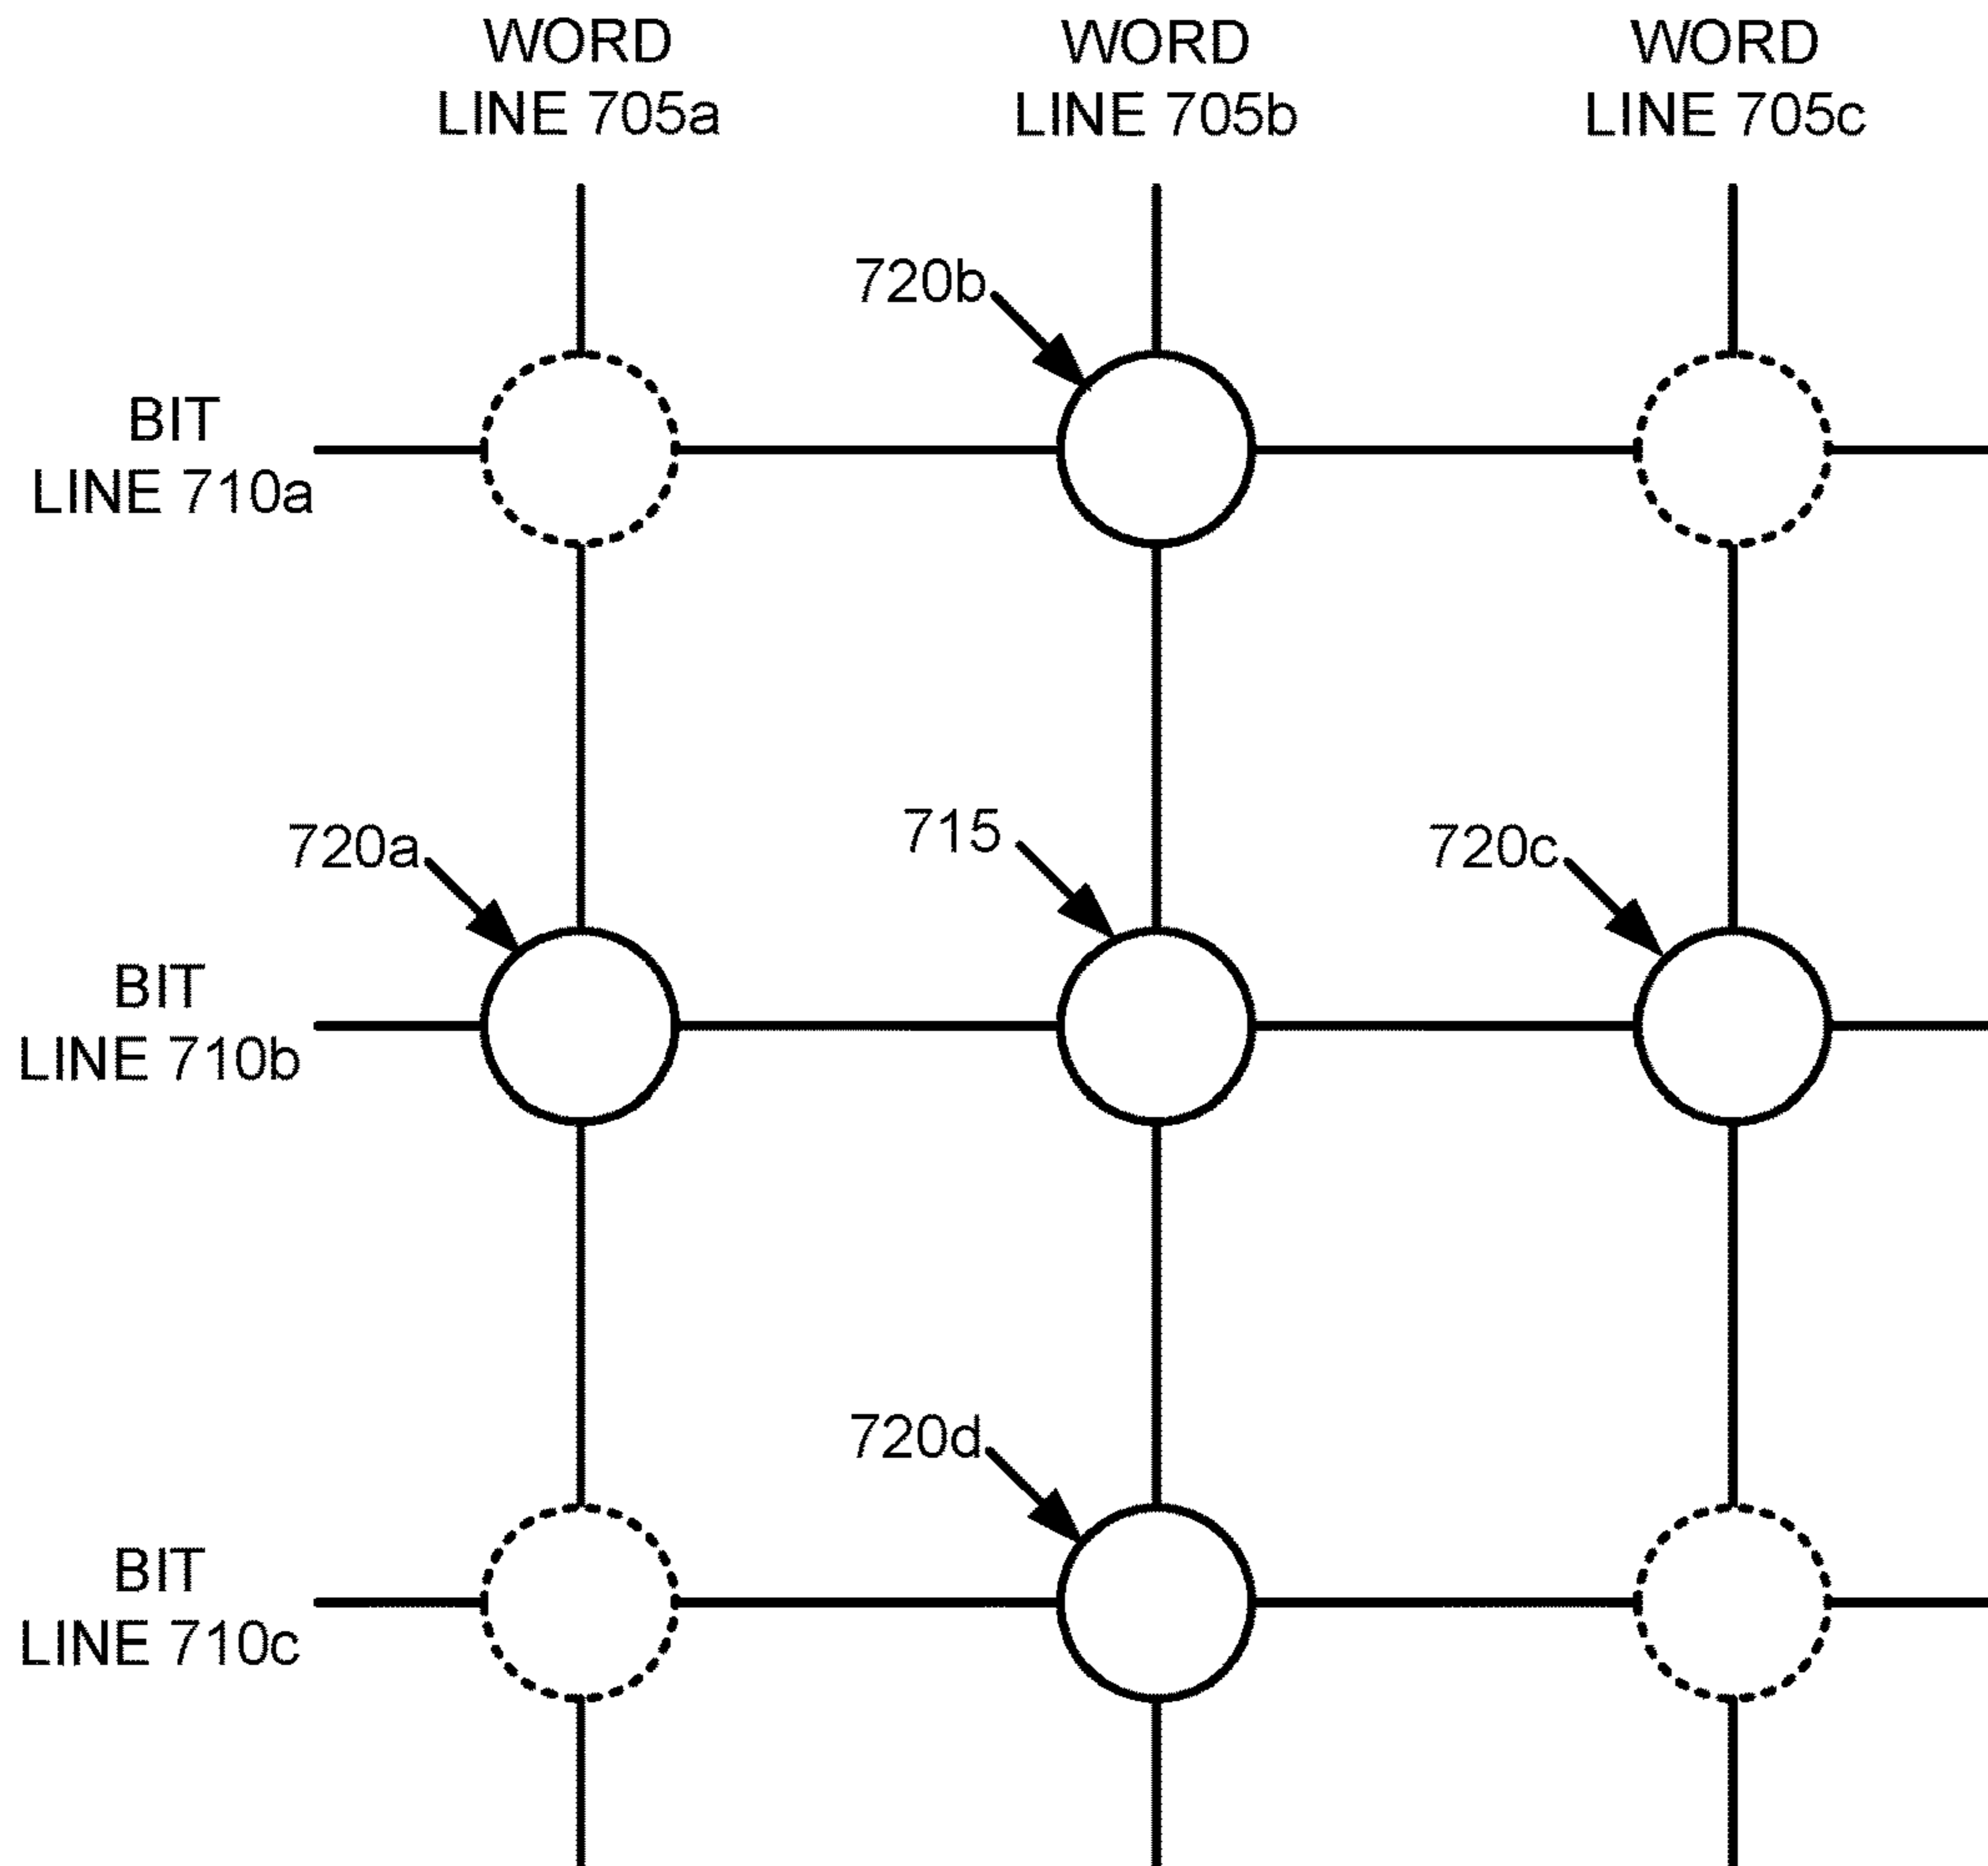 WORD
LINE 705a
WORD
LINE 705b
WORD
LINE 705c
720b
BIT
LINE 710a
720a
715
720c
BIT
LINE 710b
720d
BIT
LINE 710c